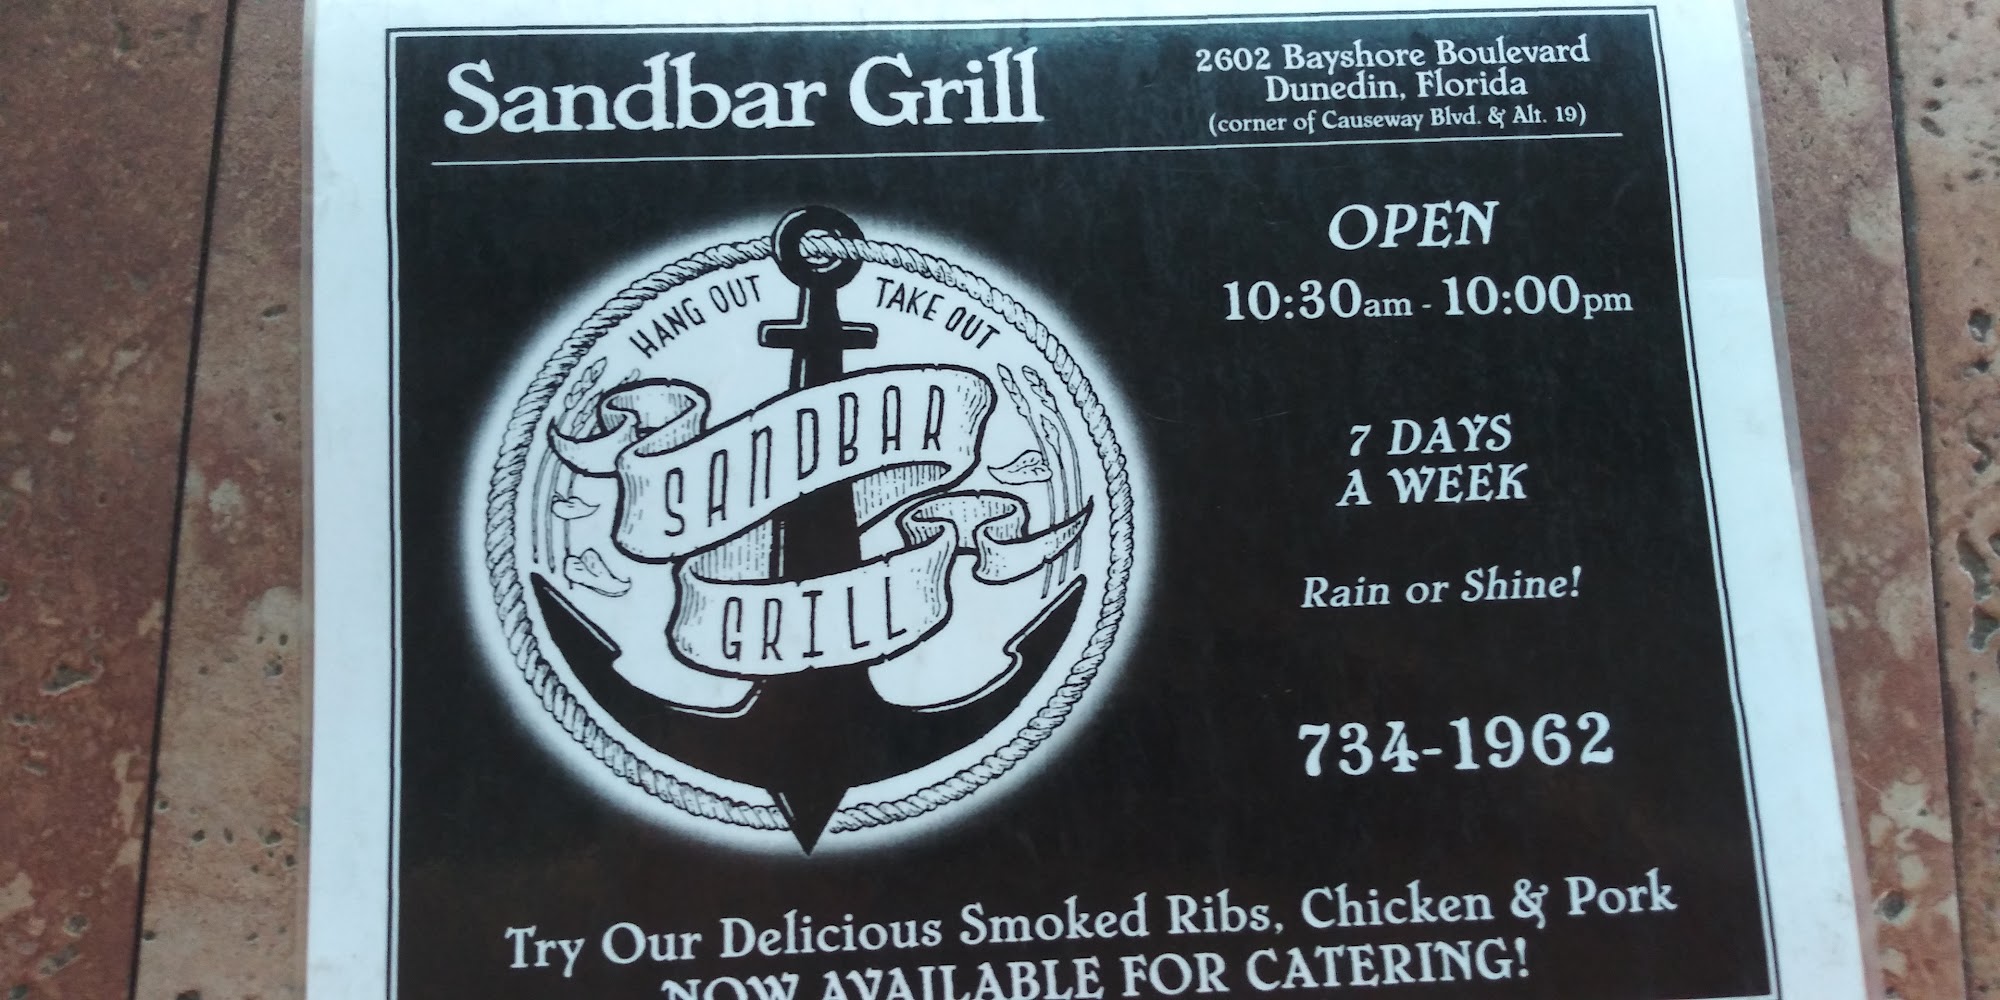 Sandbar Grill
2602 Bayshore Boulevard
Dunedin, Florida
(corner of Causeway Blvd. & Alt. 19)
HANG OUT TAKE OUT
SANDBAR
GRILL
OPEN
10:30am - 10:00pm
7 DAYS
A WEEK
Rain or Shine!
734-1962
Try Our Delicious Smoked Ribs, Chicken & Pork
NOW AVAILABLE FOR CATERING!